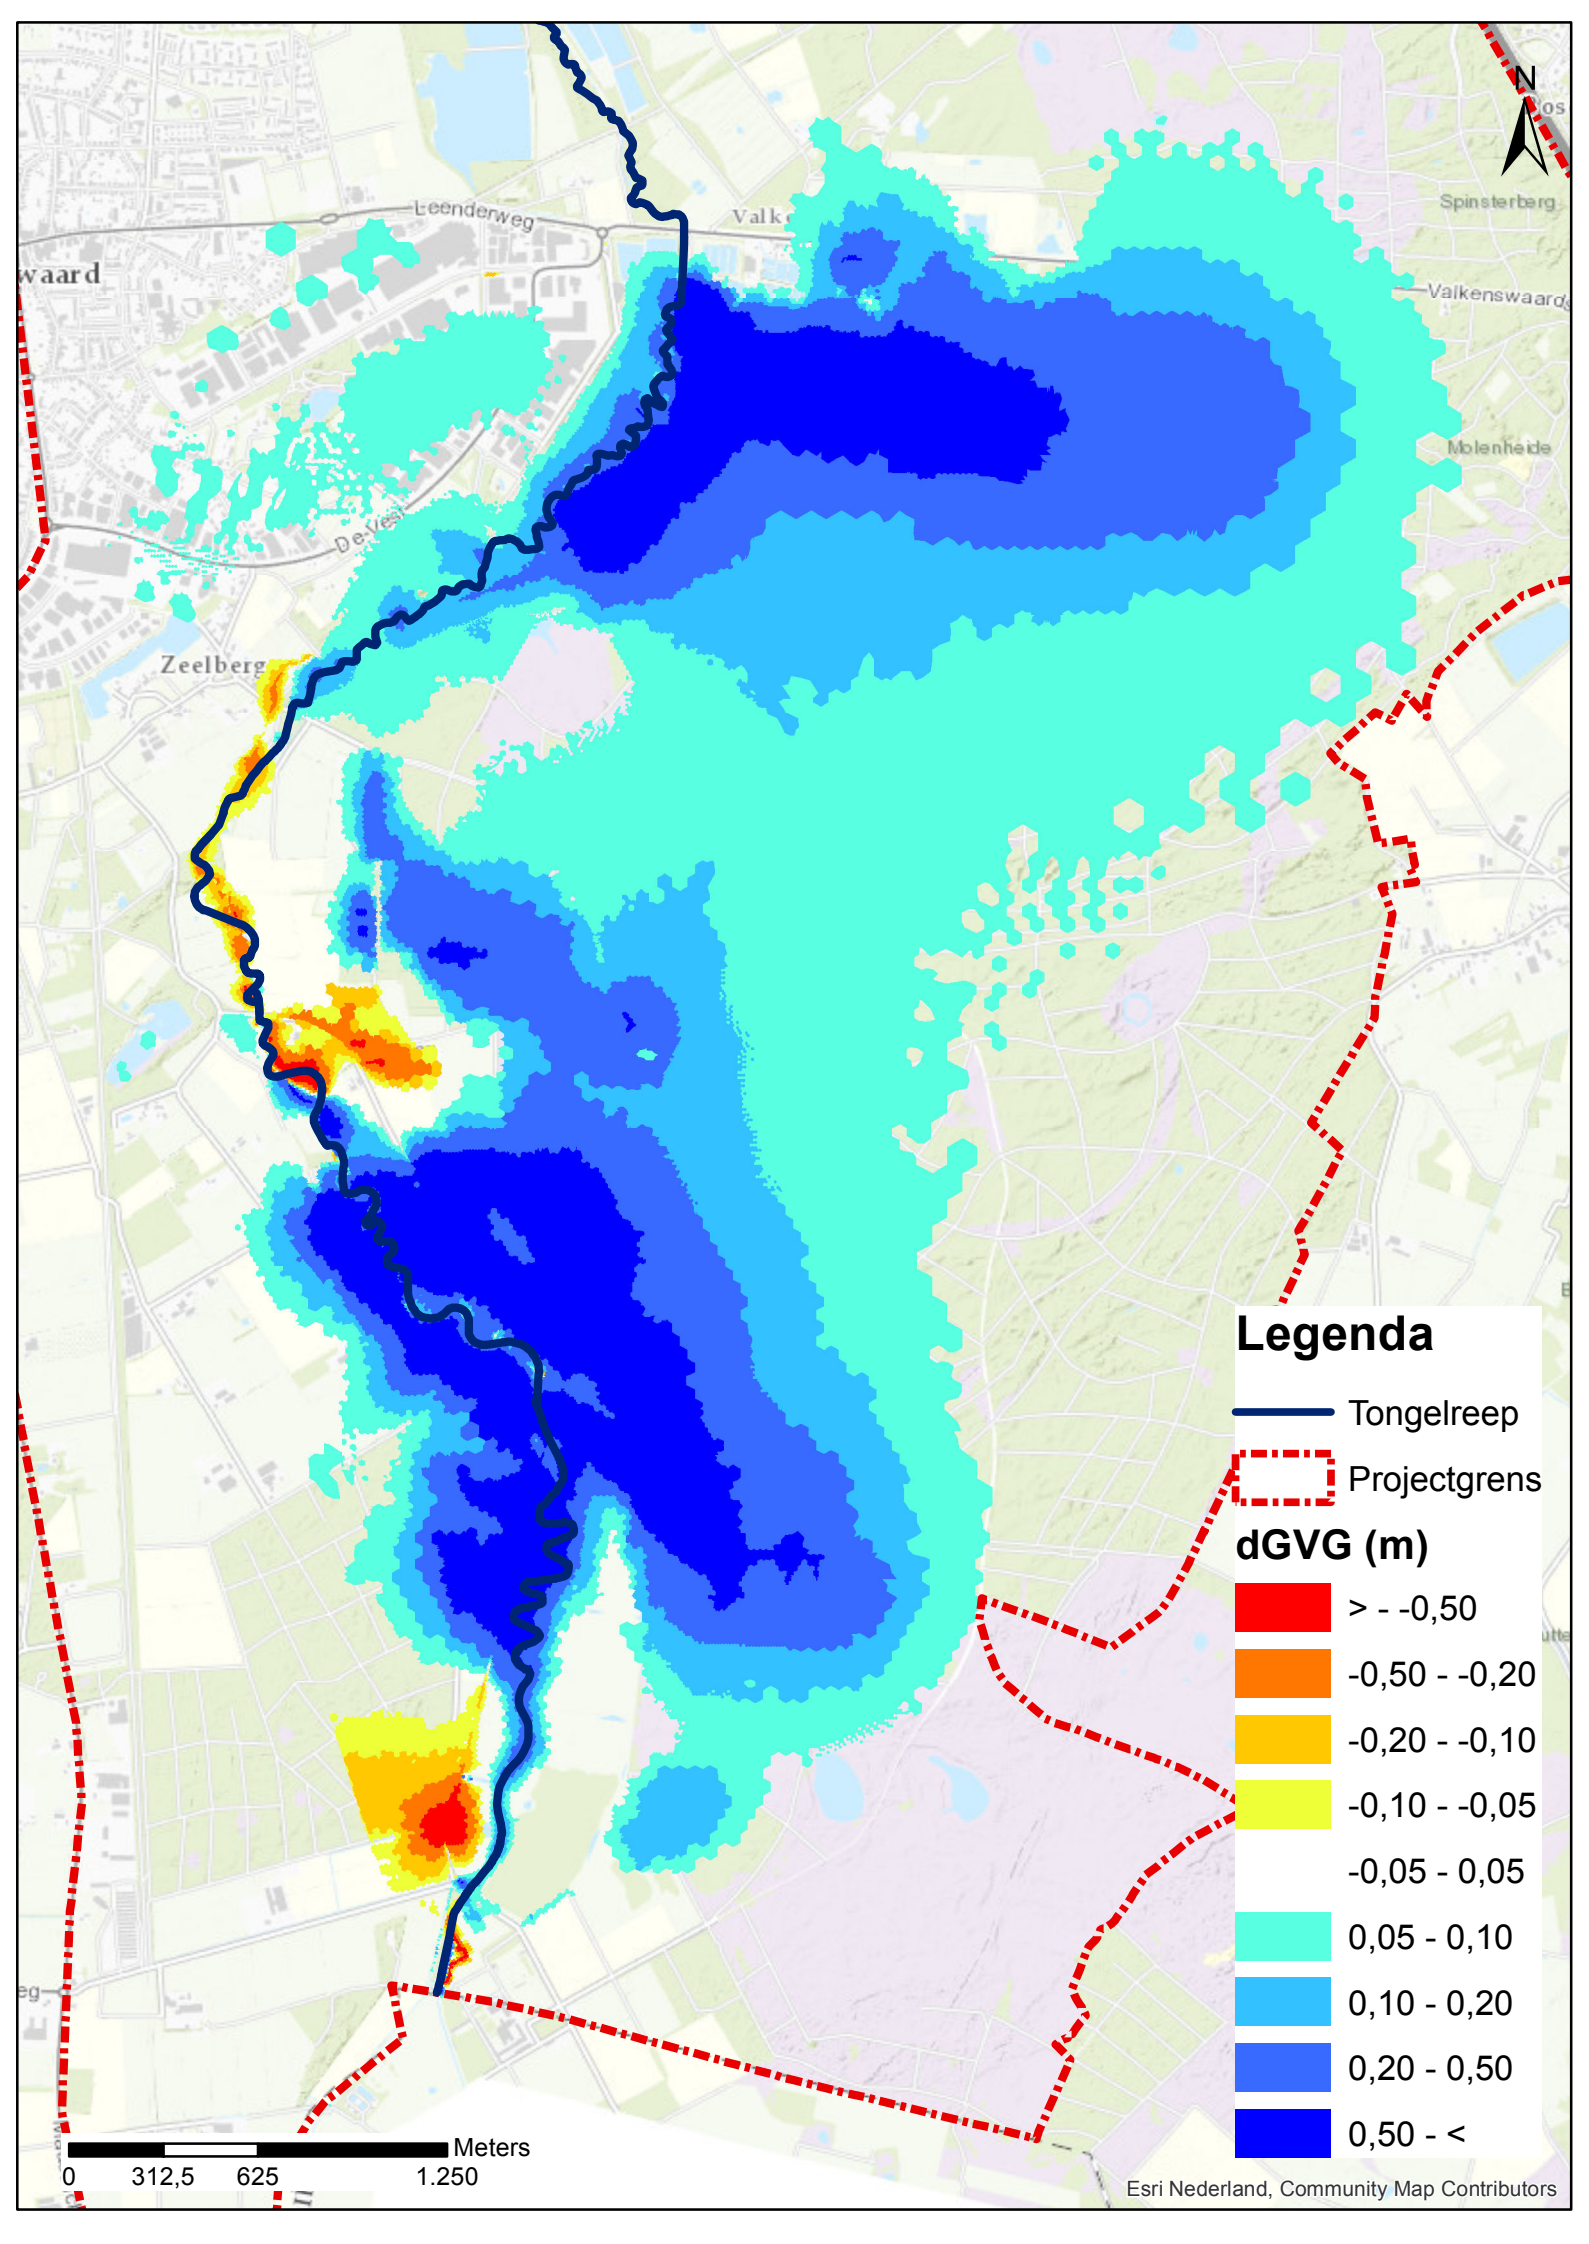 N
Leenderweg
Valk
Spinsterberg
waard
Valkenswaards
Molenheide
De Vest
Zeelberg
Legenda
Tongelreep
Projectgrens
dGVG (m)
> - -0,50
-0,50 - -0,20
-0,20 - -0,10
-0,10 - -0,05
-0,05 - 0,05
0,05 - 0,10
0,10 - 0,20
0,20 - 0,50
0,50 - <
Meters
0 312,5 625 1.250
Esri Nederland, Community Map Contributors